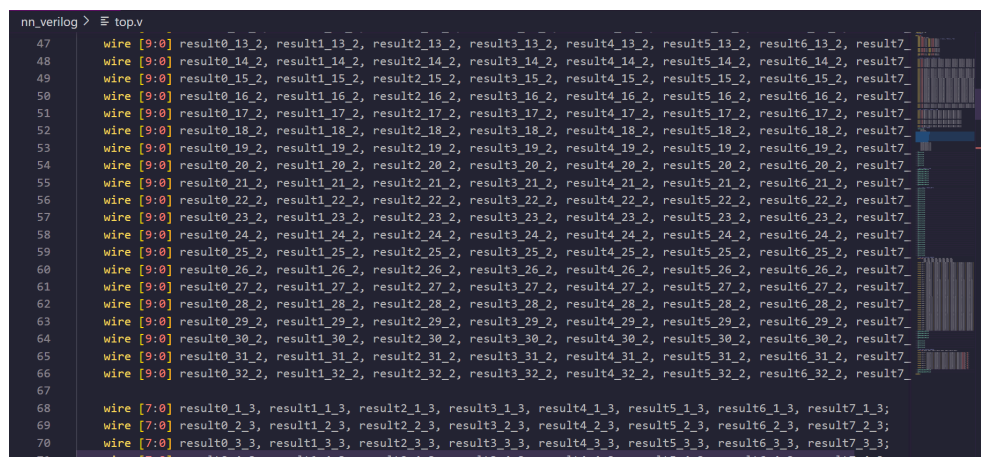 nn_verilog > top.v
47 wire [9:0] result0_13_2, result1_13_2, result2_13_2, result3_13_2, result4_13_2, result5_13_2, result6_13_2, result7_
48 wire [9:0] result0_14_2, result1_14_2, result2_14_2, result3_14_2, result4_14_2, result5_14_2, result6_14_2, result7_
49 wire [9:0] result0_15_2, result1_15_2, result2_15_2, result3_15_2, result4_15_2, result5_15_2, result6_15_2, result7_
50 wire [9:0] result0_16_2, result1_16_2, result2_16_2, result3_16_2, result4_16_2, result5_16_2, result6_16_2, result7_
51 wire [9:0] result0_17_2, result1_17_2, result2_17_2, result3_17_2, result4_17_2, result5_17_2, result6_17_2, result7_
52 wire [9:0] result0_18_2, result1_18_2, result2_18_2, result3_18_2, result4_18_2, result5_18_2, result6_18_2, result7_
53 wire [9:0] result0_19_2, result1_19_2, result2_19_2, result3_19_2, result4_19_2, result5_19_2, result6_19_2, result7_
54 wire [9:0] result0_20_2, result1_20_2, result2_20_2, result3_20_2, result4_20_2, result5_20_2, result6_20_2, result7_
55 wire [9:0] result0_21_2, result1_21_2, result2_21_2, result3_21_2, result4_21_2, result5_21_2, result6_21_2, result7_
56 wire [9:0] result0_22_2, result1_22_2, result2_22_2, result3_22_2, result4_22_2, result5_22_2, result6_22_2, result7_
57 wire [9:0] result0_23_2, result1_23_2, result2_23_2, result3_23_2, result4_23_2, result5_23_2, result6_23_2, result7_
58 wire [9:0] result0_24_2, result1_24_2, result2_24_2, result3_24_2, result4_24_2, result5_24_2, result6_24_2, result7_
59 wire [9:0] result0_25_2, result1_25_2, result2_25_2, result3_25_2, result4_25_2, result5_25_2, result6_25_2, result7_
60 wire [9:0] result0_26_2, result1_26_2, result2_26_2, result3_26_2, result4_26_2, result5_26_2, result6_26_2, result7_
61 wire [9:0] result0_27_2, result1_27_2, result2_27_2, result3_27_2, result4_27_2, result5_27_2, result6_27_2, result7_
62 wire [9:0] result0_28_2, result1_28_2, result2_28_2, result3_28_2, result4_28_2, result5_28_2, result6_28_2, result7_
63 wire [9:0] result0_29_2, result1_29_2, result2_29_2, result3_29_2, result4_29_2, result5_29_2, result6_29_2, result7_
64 wire [9:0] result0_30_2, result1_30_2, result2_30_2, result3_30_2, result4_30_2, result5_30_2, result6_30_2, result7_
65 wire [9:0] result0_31_2, result1_31_2, result2_31_2, result3_31_2, result4_31_2, result5_31_2, result6_31_2, result7_
66 wire [9:0] result0_32_2, result1_32_2, result2_32_2, result3_32_2, result4_32_2, result5_32_2, result6_32_2, result7_
67
68 wire [7:0] result0_1_3, result1_1_3, result2_1_3, result3_1_3, result4_1_3, result5_1_3, result6_1_3, result7_1_3;
69 wire [7:0] result0_2_3, result1_2_3, result2_2_3, result3_2_3, result4_2_3, result5_2_3, result6_2_3, result7_2_3;
70 wire [7:0] result0_3_3, result1_3_3, result2_3_3, result3_3_3, result4_3_3, result5_3_3, result6_3_3, result7_3_3;